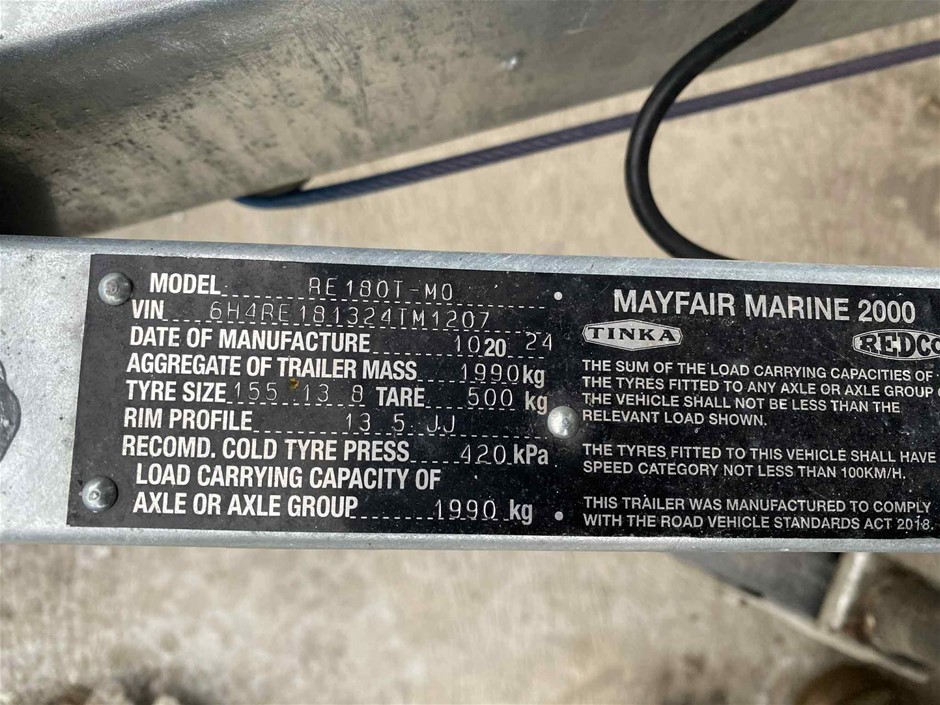 MODEL RE180T-MO
VIN 6H4RE181324TM1207
DATE OF MANUFACTURE 10 20 24
AGGREGATE OF TRAILER MASS 1990 kg
TYRE SIZE 155 13 8 TARE 500 kg
RIM PROFILE 13 5 JJ
RECOMD. COLD TYRE PRESS 420 kPa
LOAD CARRYING CAPACITY OF
AXLE OR AXLE GROUP 1990 kg
MAYFAIR MARINE 2000
TINKA REDCO
THE SUM OF THE LOAD CARRYING CAPACITIES OF
THE TYRES FITTED TO ANY AXLE OR AXLE GROUP
THE VEHICLE SHALL NOT BE LESS THAN THE
RELEVANT LOAD SHOWN.
THE TYRES FITTED TO THIS VEHICLE SHALL HAVE
SPEED CATEGORY NOT LESS THAN 100KM/H.
THIS TRAILER WAS MANUFACTURED TO COMPLY
WITH THE ROAD VEHICLE STANDARDS ACT 2018.